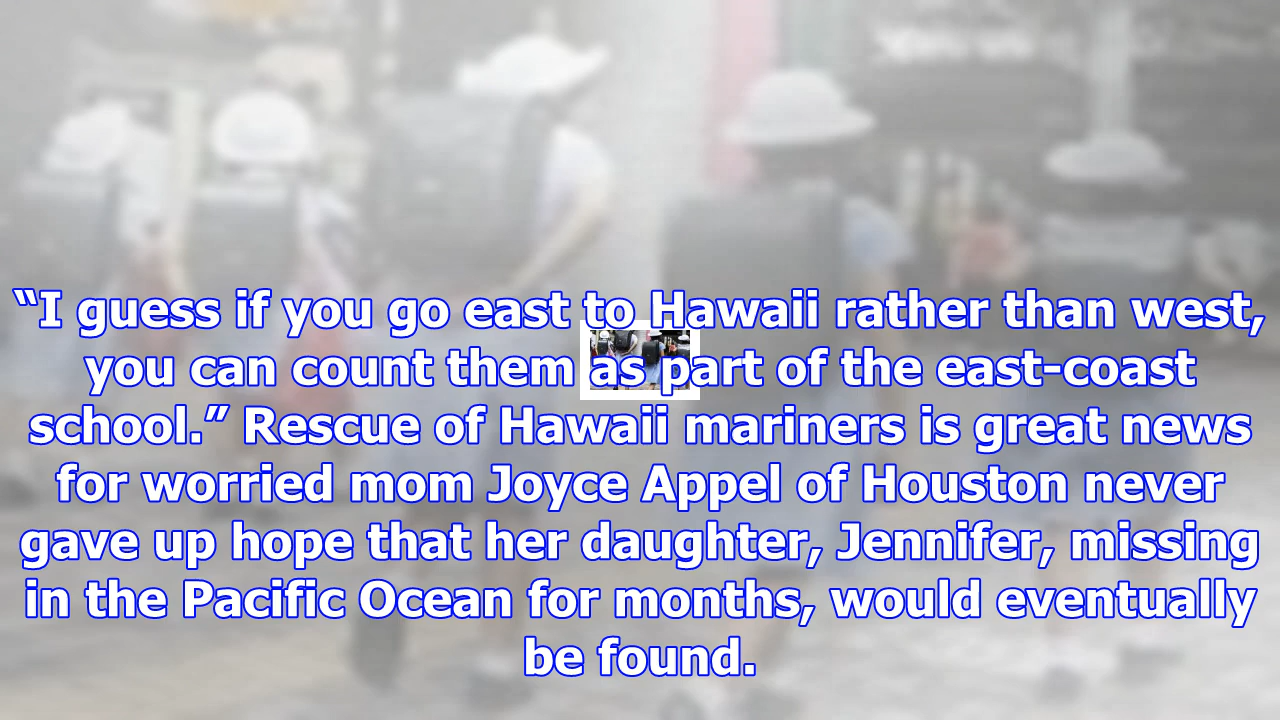 “I guess if you go east to Hawaii rather than west,
you can count them as part of the east-coast
school.” Rescue of Hawaii mariners is great news
for worried mom Joyce Appel of Houston never
gave up hope that her daughter, Jennifer, missing
in the Pacific Ocean for months, would eventually
be found.